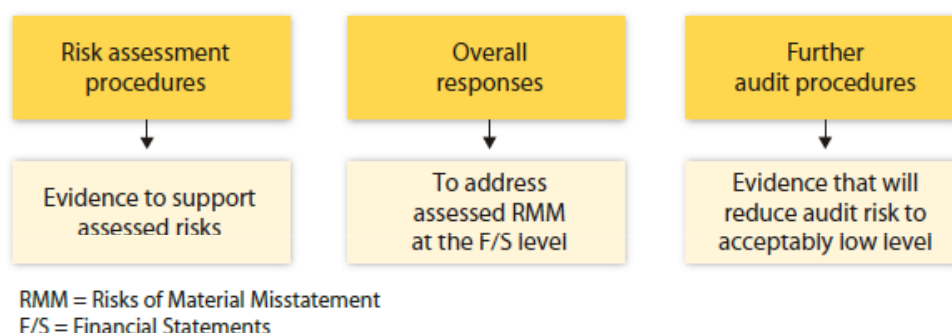 Risk assessment
procedures
Overall
responses
Further
audit procedures
Evidence to support
assessed risks
To address
assessed RMM
at the F/S level
Evidence that will
reduce audit risk to
acceptably low level
RMM = Risks of Material Misstatement
F/S = Financial Statements